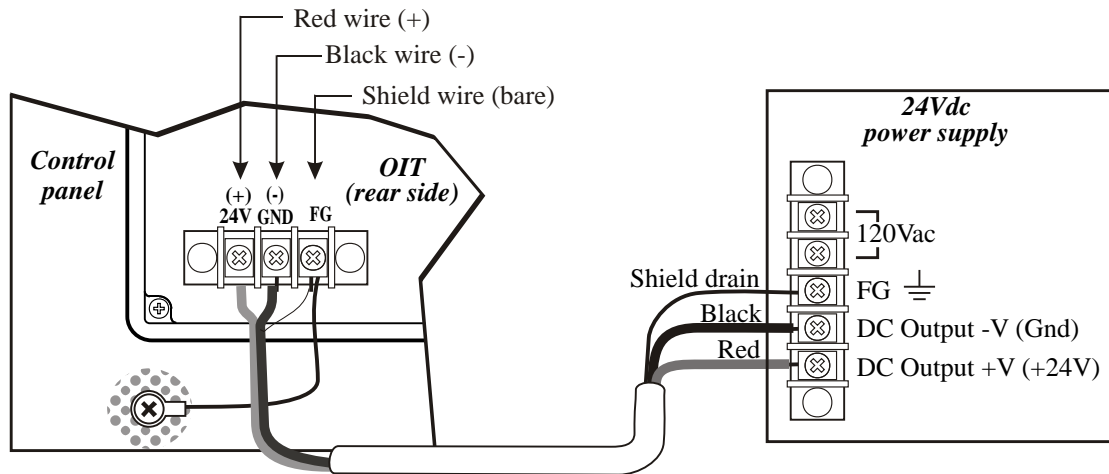 Red wire (+)
Black wire (-)
Shield wire (bare)
Control
panel
OIT
(rear side)
(+) (-)
24V GND FG
24Vdc
power supply
120Vac
Shield drain
FG
Black
DC Output -V (Gnd)
Red
DC Output +V (+24V)